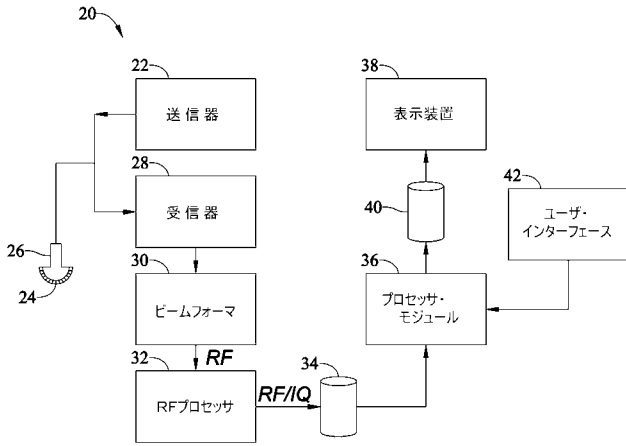 20
22
送信器
38
表示装置
28
受信器
40
42
ユーザ・
インターフェース
26
24
30
ビームフォーマ
36
プロセッサ・
モジュール
RF
32
RFプロセッサ
RF/IQ
34